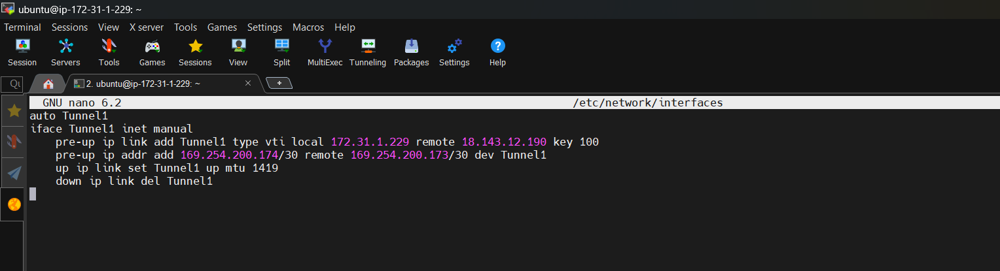 ubuntu@ip-172-31-1-229: ~
Terminal Sessions View X server Tools Games Settings Macros Help
Session Servers Tools Games Sessions View Split MultiExec Tunneling Packages Settings Help
2. ubuntu@ip-172-31-1-229: ~
GNU nano 6.2 /etc/network/interfaces
auto Tunnel1
iface Tunnel1 inet manual
    pre-up ip link add Tunnel1 type vti local 172.31.1.229 remote 18.143.12.190 key 100
    pre-up ip addr add 169.254.200.174/30 remote 169.254.200.173/30 dev Tunnel1
    up ip link set Tunnel1 up mtu 1419
    down ip link del Tunnel1